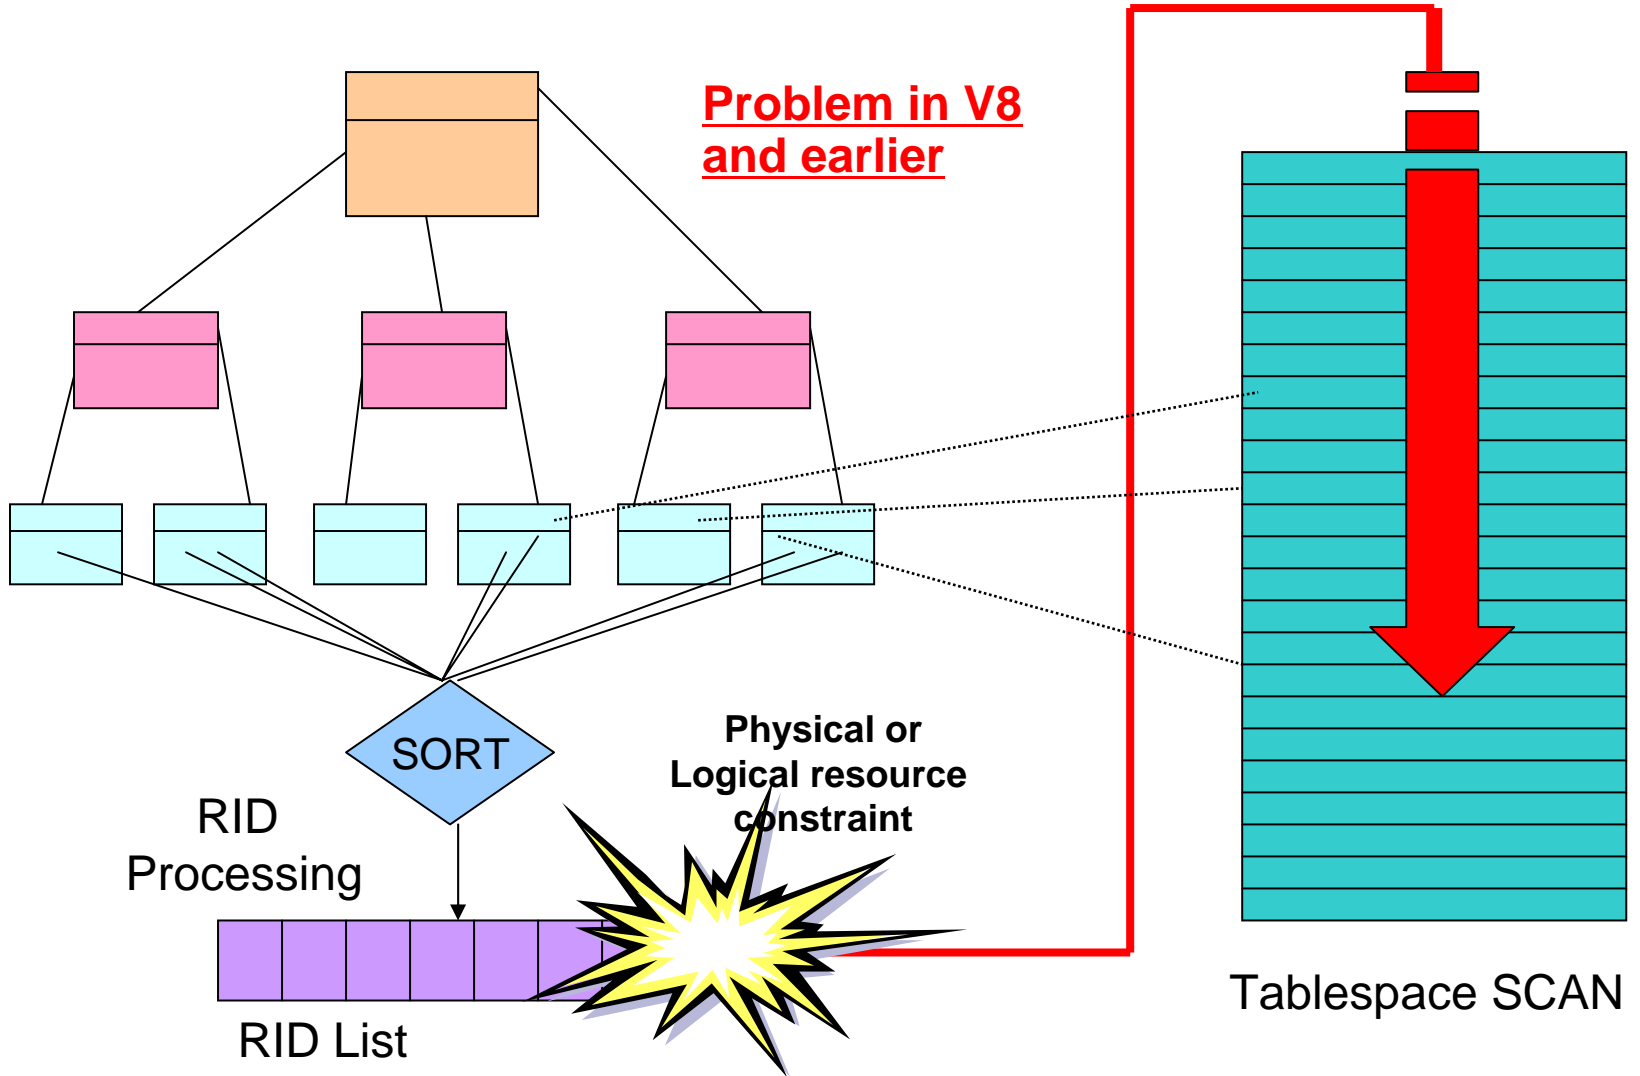 Problem in V8
and earlier
SORT
Physical or
Logical resource
constraint
RID
Processing
RID List
Tablespace SCAN